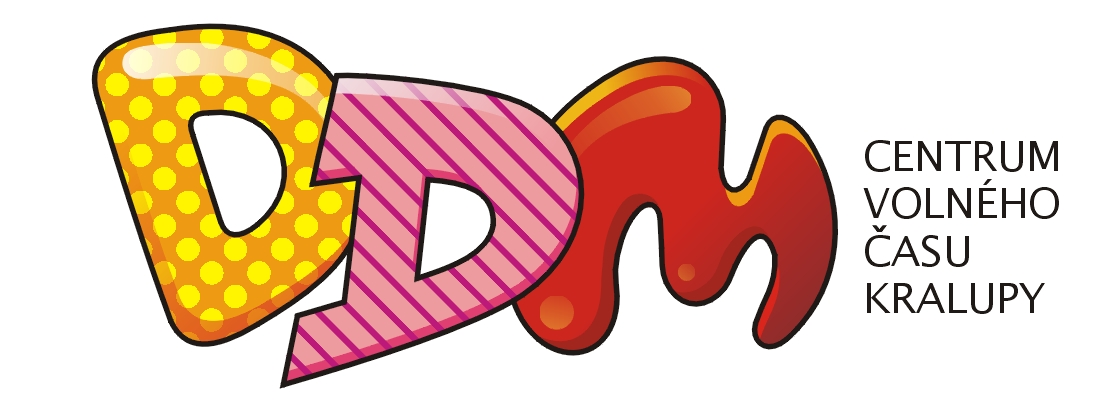 DDM
CENTRUM
VOLNÉHO
ČASU
KRALUPY